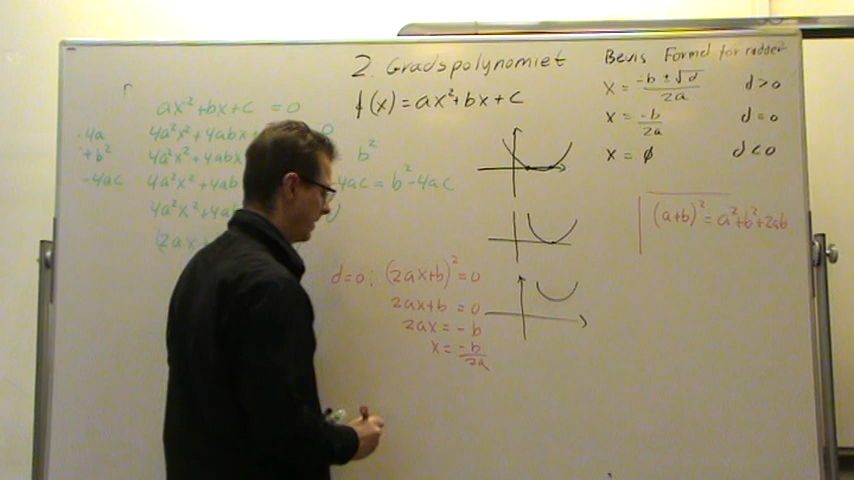 2. Gradspolynomiet
f(x) = ax²+bx+c
Bevis Formel for rødder
x = (-b ± √d)/2a d>0
x = -b/2a d=0
x = ø d<0
(a+b)² = a²+b²+2ab
ax²+bx+c = 0
·4a 4a²x²+4abx+ 0
+b² 4a²x²+4abx b²
-4ac 4a²x²+4ab 4ac = b²-4ac
4a²x²+4ab )
(2ax+
d=0: (2ax+b)² = 0
2ax+b = 0
2ax = -b
x = -b/2a